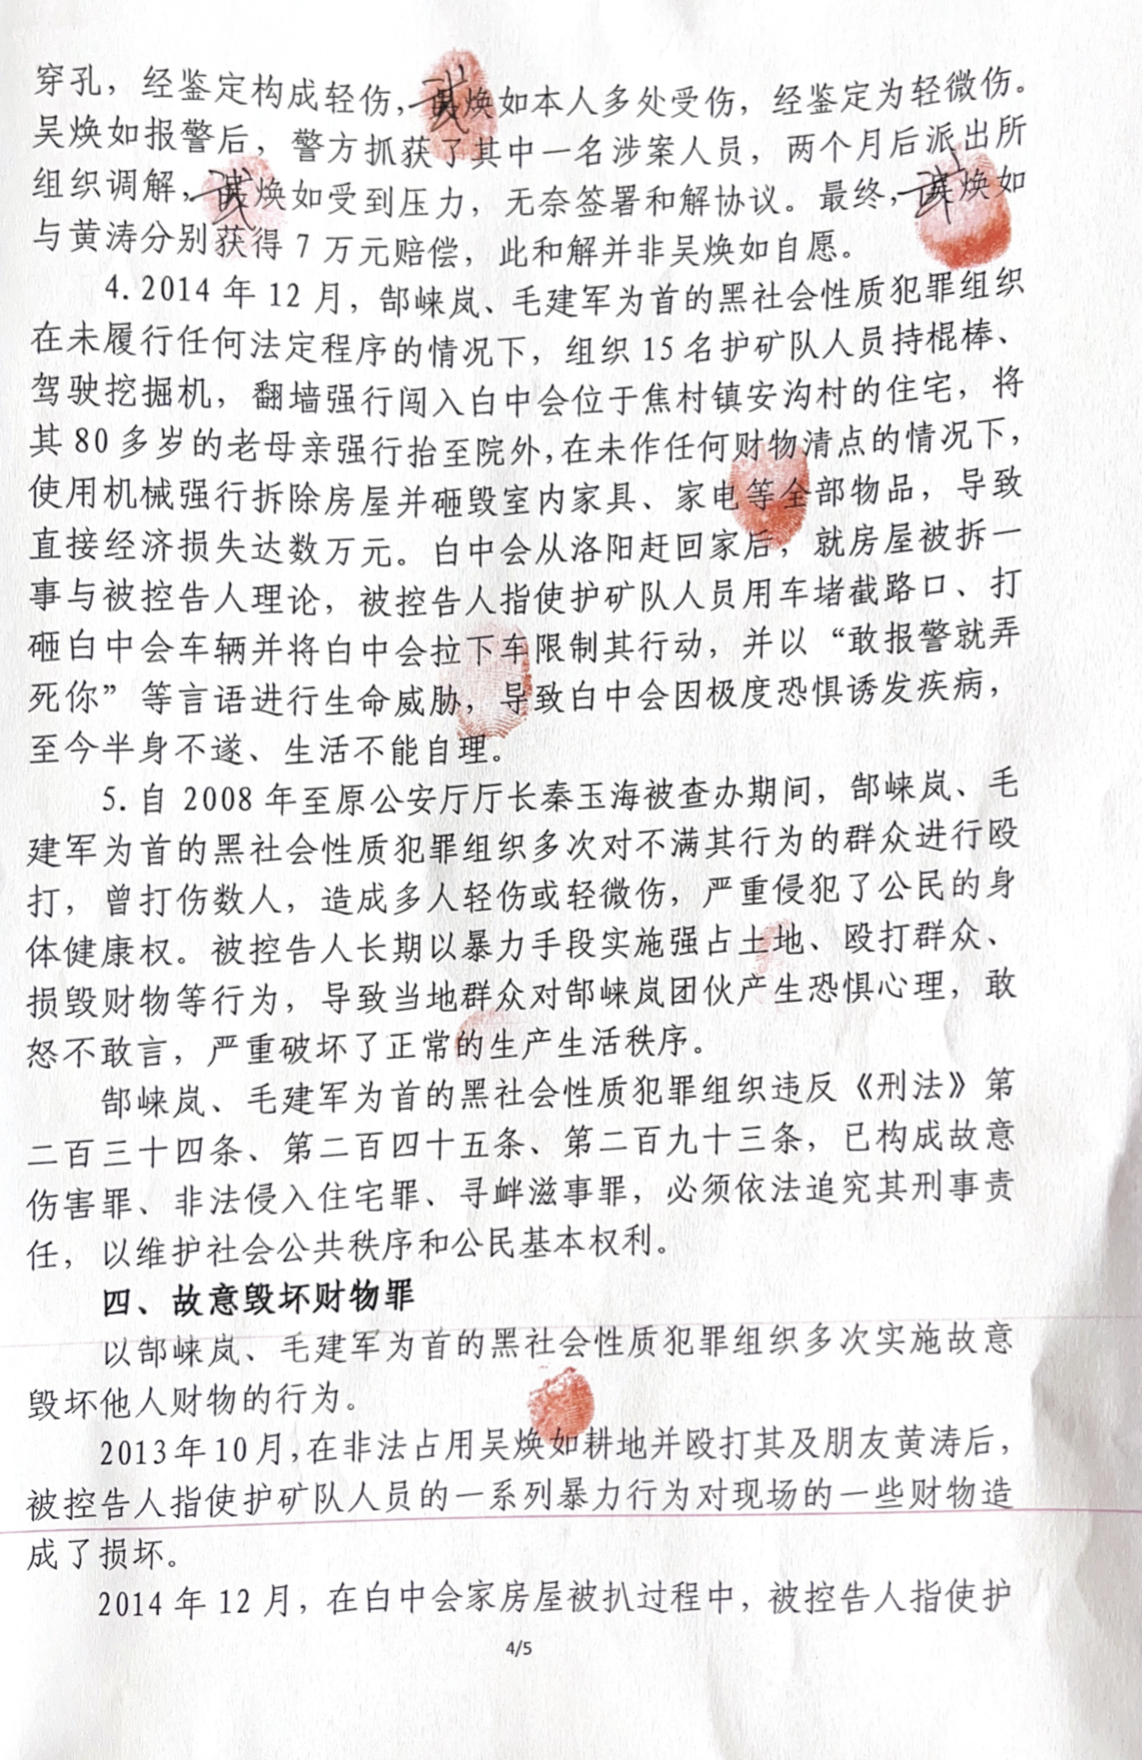 穿孔，经鉴定构成轻伤，武焕如本人多处受伤，经鉴定为轻微伤。
吴焕如报警后，警方抓获了其中一名涉案人员，两个月后派出所
组织调解，武焕如受到压力，无奈签署和解协议。最终，武焕如
与黄涛分别获得 7 万元赔偿，此和解并非吴焕如自愿。
4. 2014 年 12 月，郜崃岚、毛建军为首的黑社会性质犯罪组织
在未履行任何法定程序的情况下，组织 15 名护矿队人员持棍棒、
驾驶挖掘机，翻墙强行闯入白中会位于焦村镇安沟村的住宅，将
其 80 多岁的老母亲强行抬至院外，在未作任何财物清点的情况下，
使用机械强行拆除房屋并砸毁室内家具、家电等全部物品，导致
直接经济损失达数万元。白中会从洛阳赶回家后，就房屋被拆一
事与被控告人理论，被控告人指使护矿队人员用车堵截路口、打
砸白中会车辆并将白中会拉下车限制其行动，并以“敢报警就弄
死你”等言语进行生命威胁，导致白中会因极度恐惧诱发疾病，
至今半身不遂、生活不能自理。
5. 自 2008 年至原公安厅厅长秦玉海被查办期间，郜崃岚、毛
建军为首的黑社会性质犯罪组织多次对不满其行为的群众进行殴
打，曾打伤数人，造成多人轻伤或轻微伤，严重侵犯了公民的身
体健康权。被控告人长期以暴力手段实施强占土地、殴打群众、
损毁财物等行为，导致当地群众对郜崃岚团伙产生恐惧心理，敢
怒不敢言，严重破坏了正常的生产生活秩序。
郜崃岚、毛建军为首的黑社会性质犯罪组织违反《刑法》第
二百三十四条、第二百四十五条、第二百九十三条，已构成故意
伤害罪、非法侵入住宅罪、寻衅滋事罪，必须依法追究其刑事责
任，以维护社会公共秩序和公民基本权利。
四、故意毁坏财物罪
以郜崃岚、毛建军为首的黑社会性质犯罪组织多次实施故意
毁坏他人财物的行为。
2013 年 10 月，在非法占用吴焕如耕地并殴打其及朋友黄涛后，
被控告人指使护矿队人员的一系列暴力行为对现场的一些财物造
成了损坏。
2014 年 12 月，在白中会家房屋被扒过程中，被控告人指使护
4/5